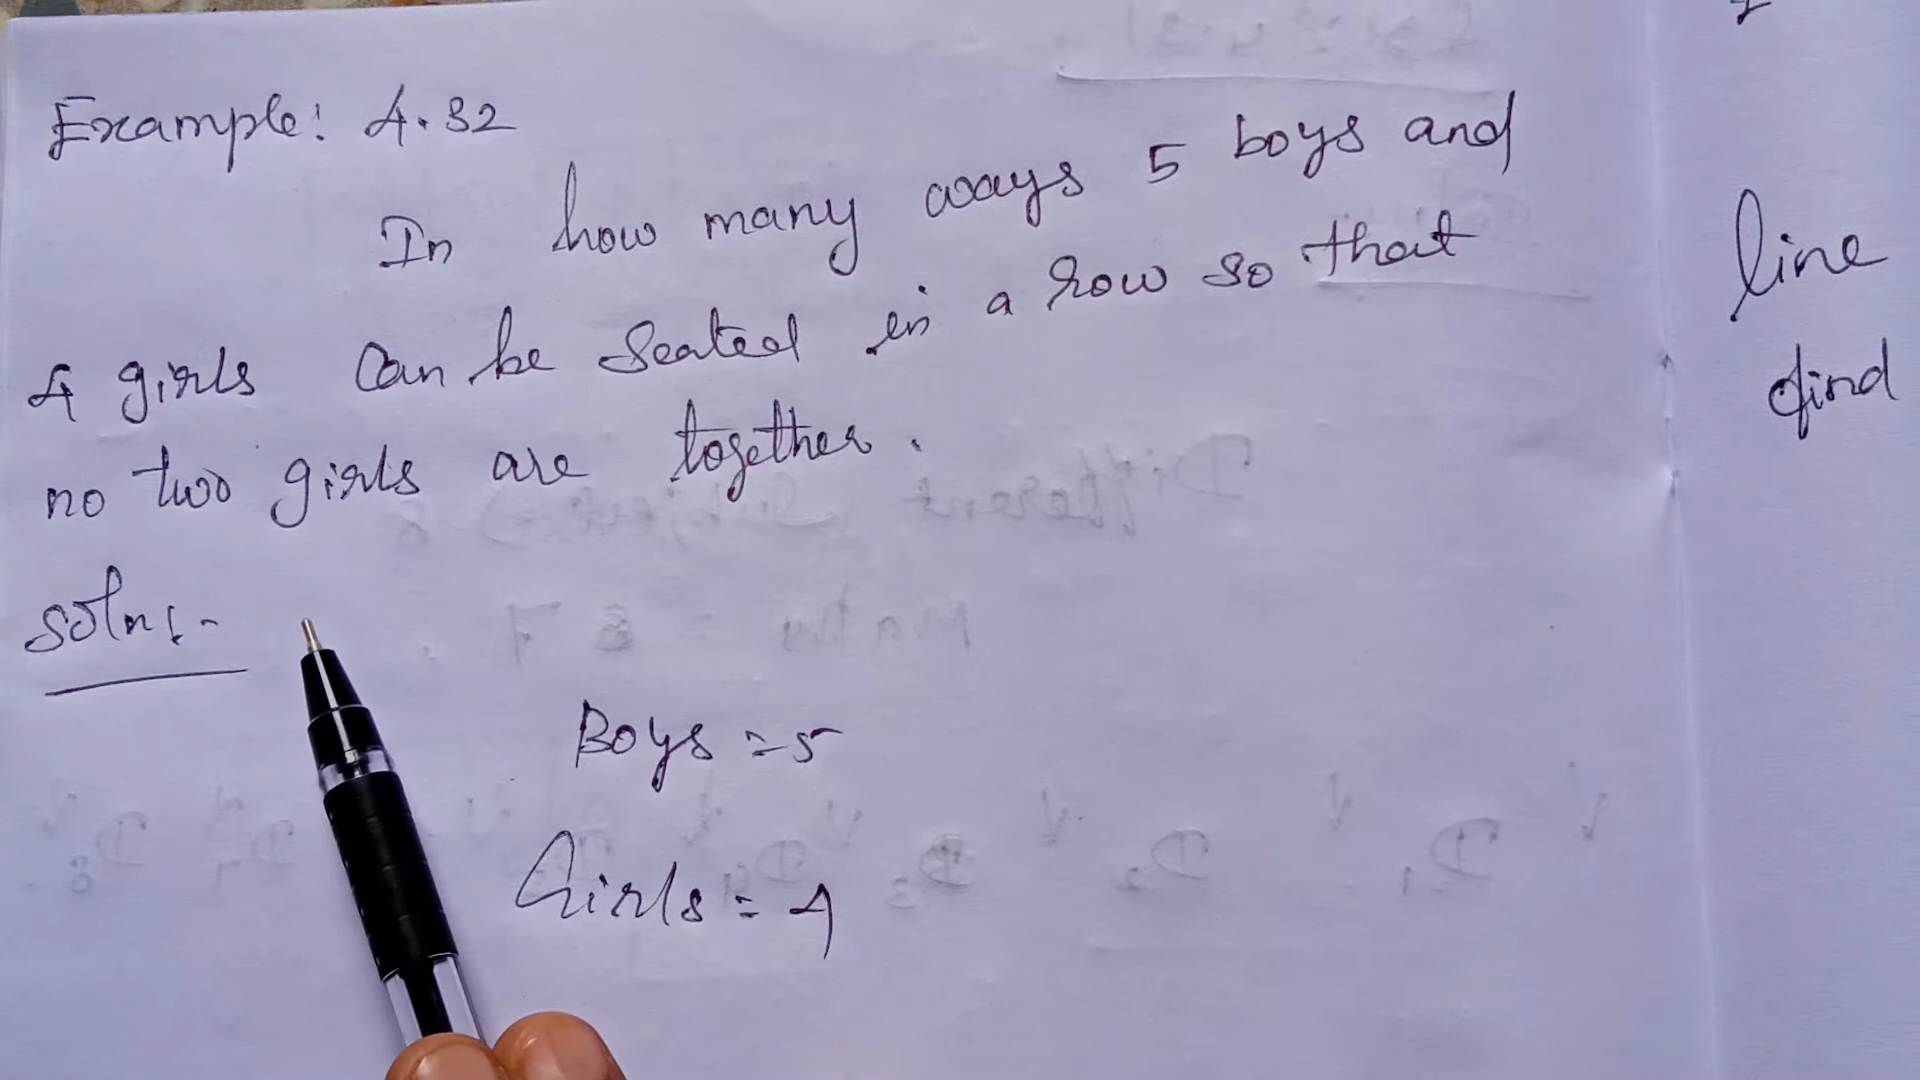 Example: 4.32
In how many ways 5 boys and
4 girls can be seated in a row so that
no two girls are together.
Soln:-
Boys = 5
Girls = 4
line
find